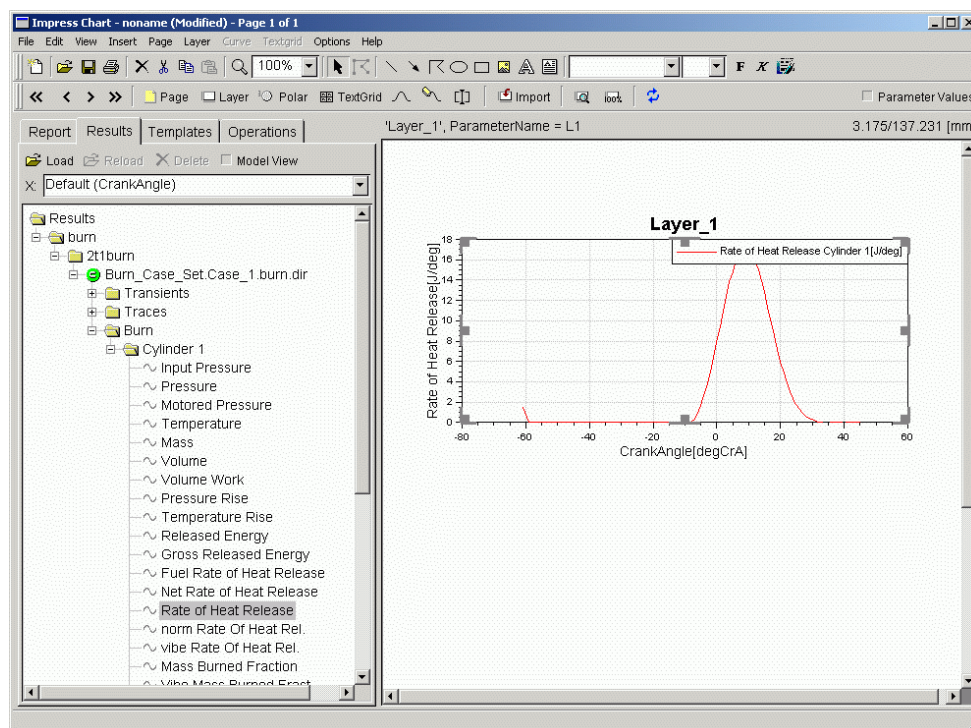 Impress Chart - noname (Modified) - Page 1 of 1
File Edit View Insert Page Layer Curve Textgrid Options Help
100% F K
Page Layer Polar TextGrid Import 100% Parameter Values
Report Results Templates Operations
'Layer_1', ParameterName = L1 3.175/137.231 [mm
Load Reload Delete Model View
X: Default (CrankAngle)
Results
burn
2t1burn
Burn_Case_Set.Case_1.burn.dir
Transients
Traces
Burn
Cylinder 1
Input Pressure
Pressure
Motored Pressure
Temperature
Mass
Volume
Volume Work
Pressure Rise
Temperature Rise
Released Energy
Gross Released Energy
Fuel Rate of Heat Release
Net Rate of Heat Release
Rate of Heat Release
norm Rate Of Heat Rel.
vibe Rate Of Heat Rel.
Mass Burned Fraction
Vibe Mass Burned Fract
Layer_1
Rate of Heat Release Cylinder 1[J/deg]
Rate of Heat Release[J/deg]
18
16
14
12
10
8
6
4
2
0
-80 -60 -40 -20 0 20 40 60
CrankAngle[degCrA]